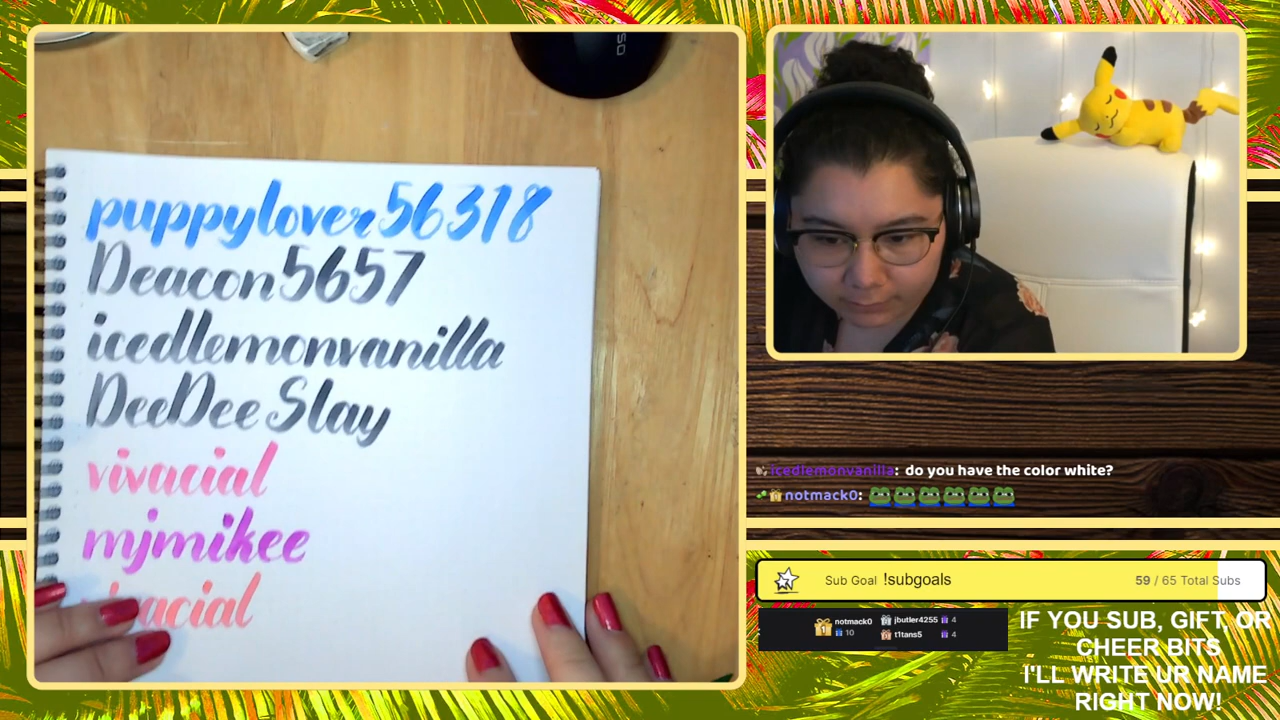 puppylover56318
Deacon5657
icedlemonvanilla
DeeDee Slay
vivacial
mjmikee
icedlemonvanilla: do you have the color white?
notmack0:
Sub Goal !subgoals 59 / 65 Total Subs
notmack0 10
jbutler4255 4
t1tans5 4
IF YOU SUB, GIFT, OR
CHEER BITS
I'LL WRITE UR NAME
RIGHT NOW!